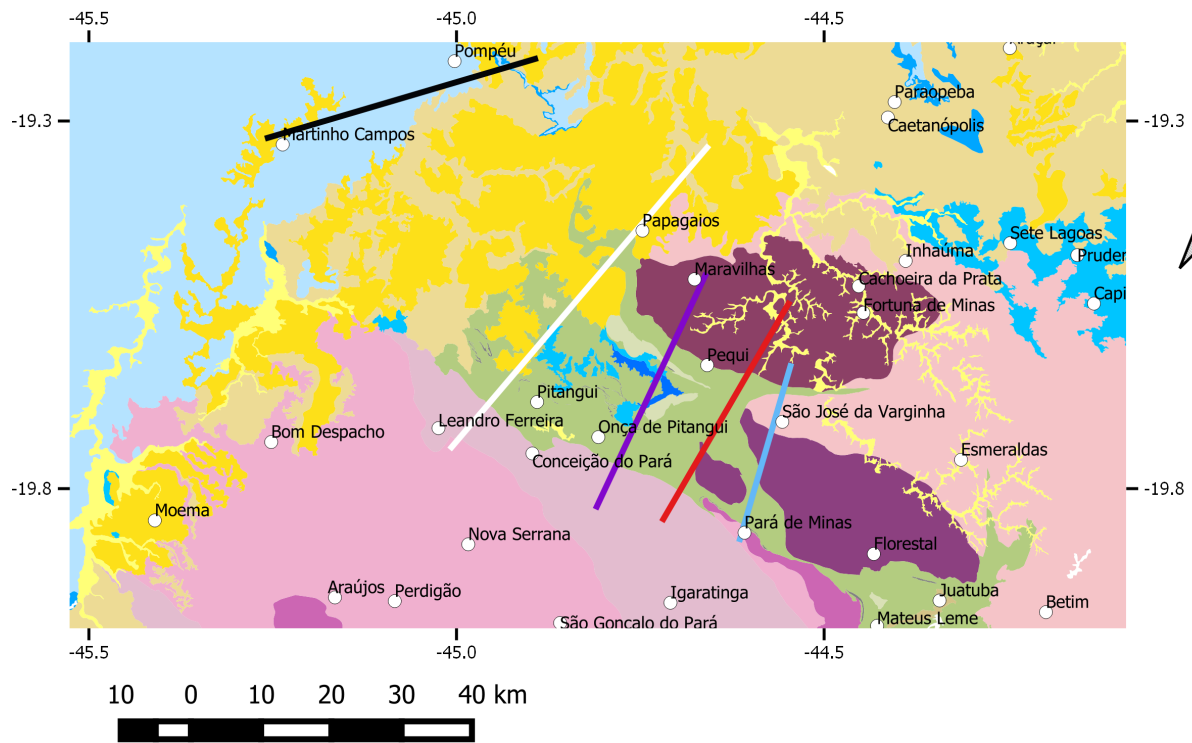 -45.5 -45.0 -44.5
Pompéu
Paraopeba
Caetanópolis
-19.3 -19.3
Martinho Campos
Papagaios
Sete Lagoas
Inhaúma
Pruder
Maravilhas
Cachoeira da Prata
Capi
Fortuna de Minas
Pequi
Pitangui
São José da Varginha
Leandro Ferreira
Onça de Pitangui
Bom Despacho
Conceição do Pará
Esmeraldas
-19.8 -19.8
Moema
Pará de Minas
Nova Serrana
Florestal
Araújos
Perdigão
Igaratinga
Juatuba
Betim
São Gonçalo do Pará
Mateus Leme
-45.5 -45.0 -44.5
10 0 10 20 30 40 km